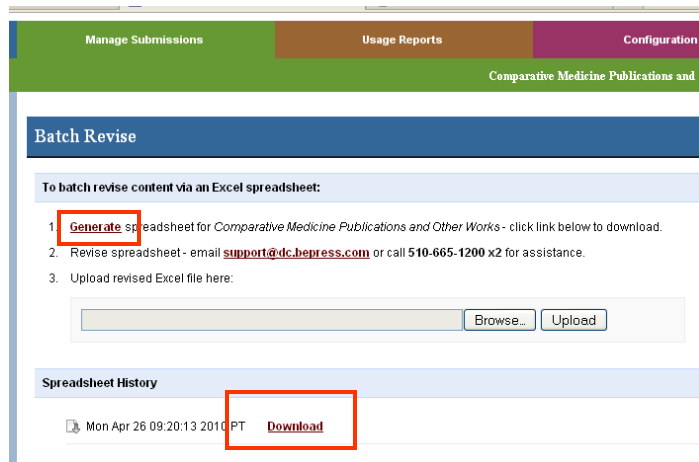 Manage Submissions
Usage Reports
Configuration
Comparative Medicine Publications and
Batch Revise
To batch revise content via an Excel spreadsheet:
1. Generate spreadsheet for Comparative Medicine Publications and Other Works - click link below to download.
2. Revise spreadsheet - email support@dc.bepress.com or call 510-665-1200 x2 for assistance.
3. Upload revised Excel file here:
Browse... Upload
Spreadsheet History
Mon Apr 26 09:20:13 2010 PT Download